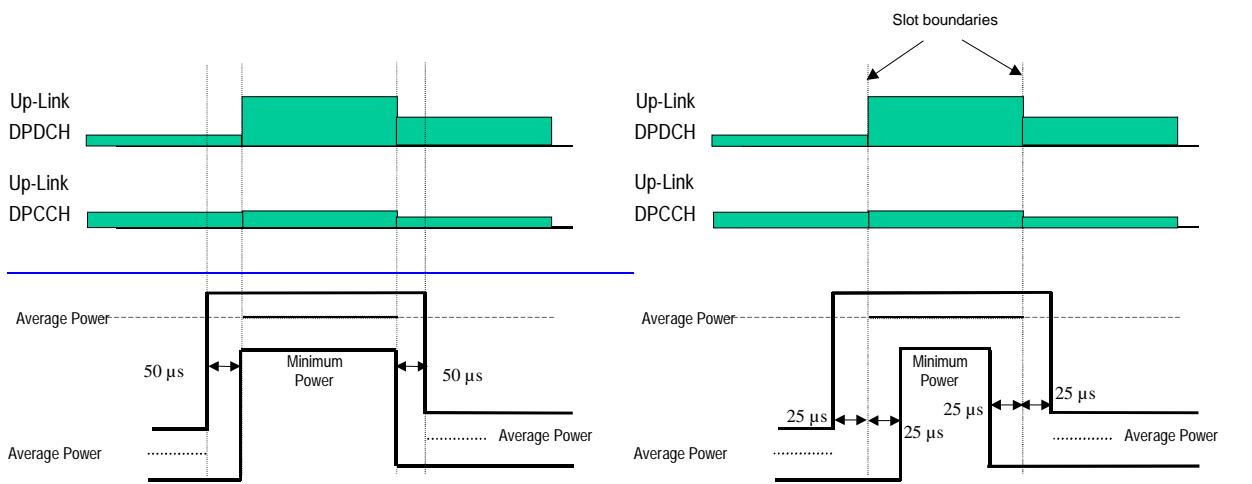 Slot boundaries
Up-Link
DPDCH
Up-Link
DPCCH
Average Power
Minimum
Power
50 µs
50 µs
Average Power
Average Power
Up-Link
DPDCH
Up-Link
DPCCH
Average Power
Minimum
Power
25 µs
25 µs
25 µs
25 µs
Average Power
Average Power